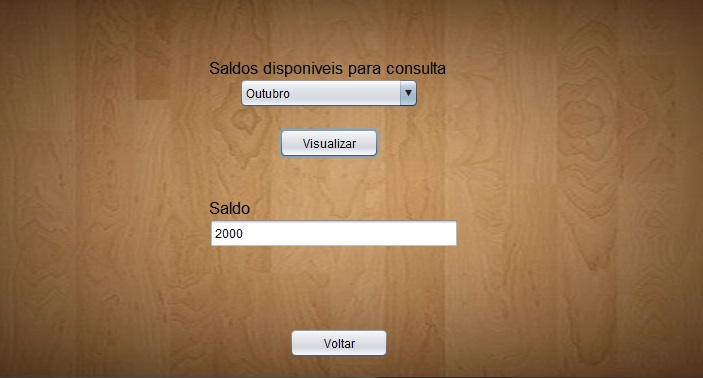 Saldos disponiveis para consulta
Outubro
Visualizar
Saldo
2000
Voltar